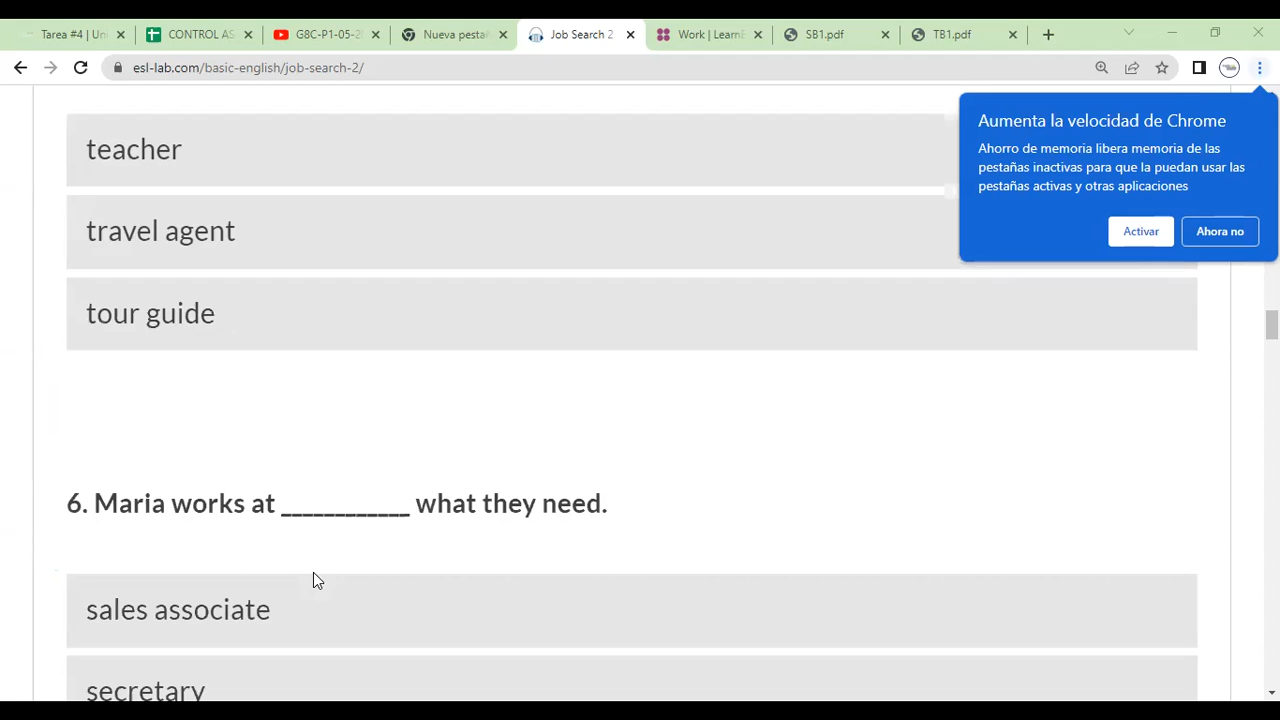 Tarea #4 | Un
CONTROL AS
G8C-P1-05-2
Nueva pesta
Job Search 2
Work | LearnE
SB1.pdf
TB1.pdf
esl-lab.com/basic-english/job-search-2/
Aumenta la velocidad de Chrome
Ahorro de memoria libera memoria de las
pestañas inactivas para que la puedan usar las
pestañas activas y otras aplicaciones
Activar
Ahora no
teacher
travel agent
tour guide
6. Maria works at ____________ what they need.
sales associate
secretary